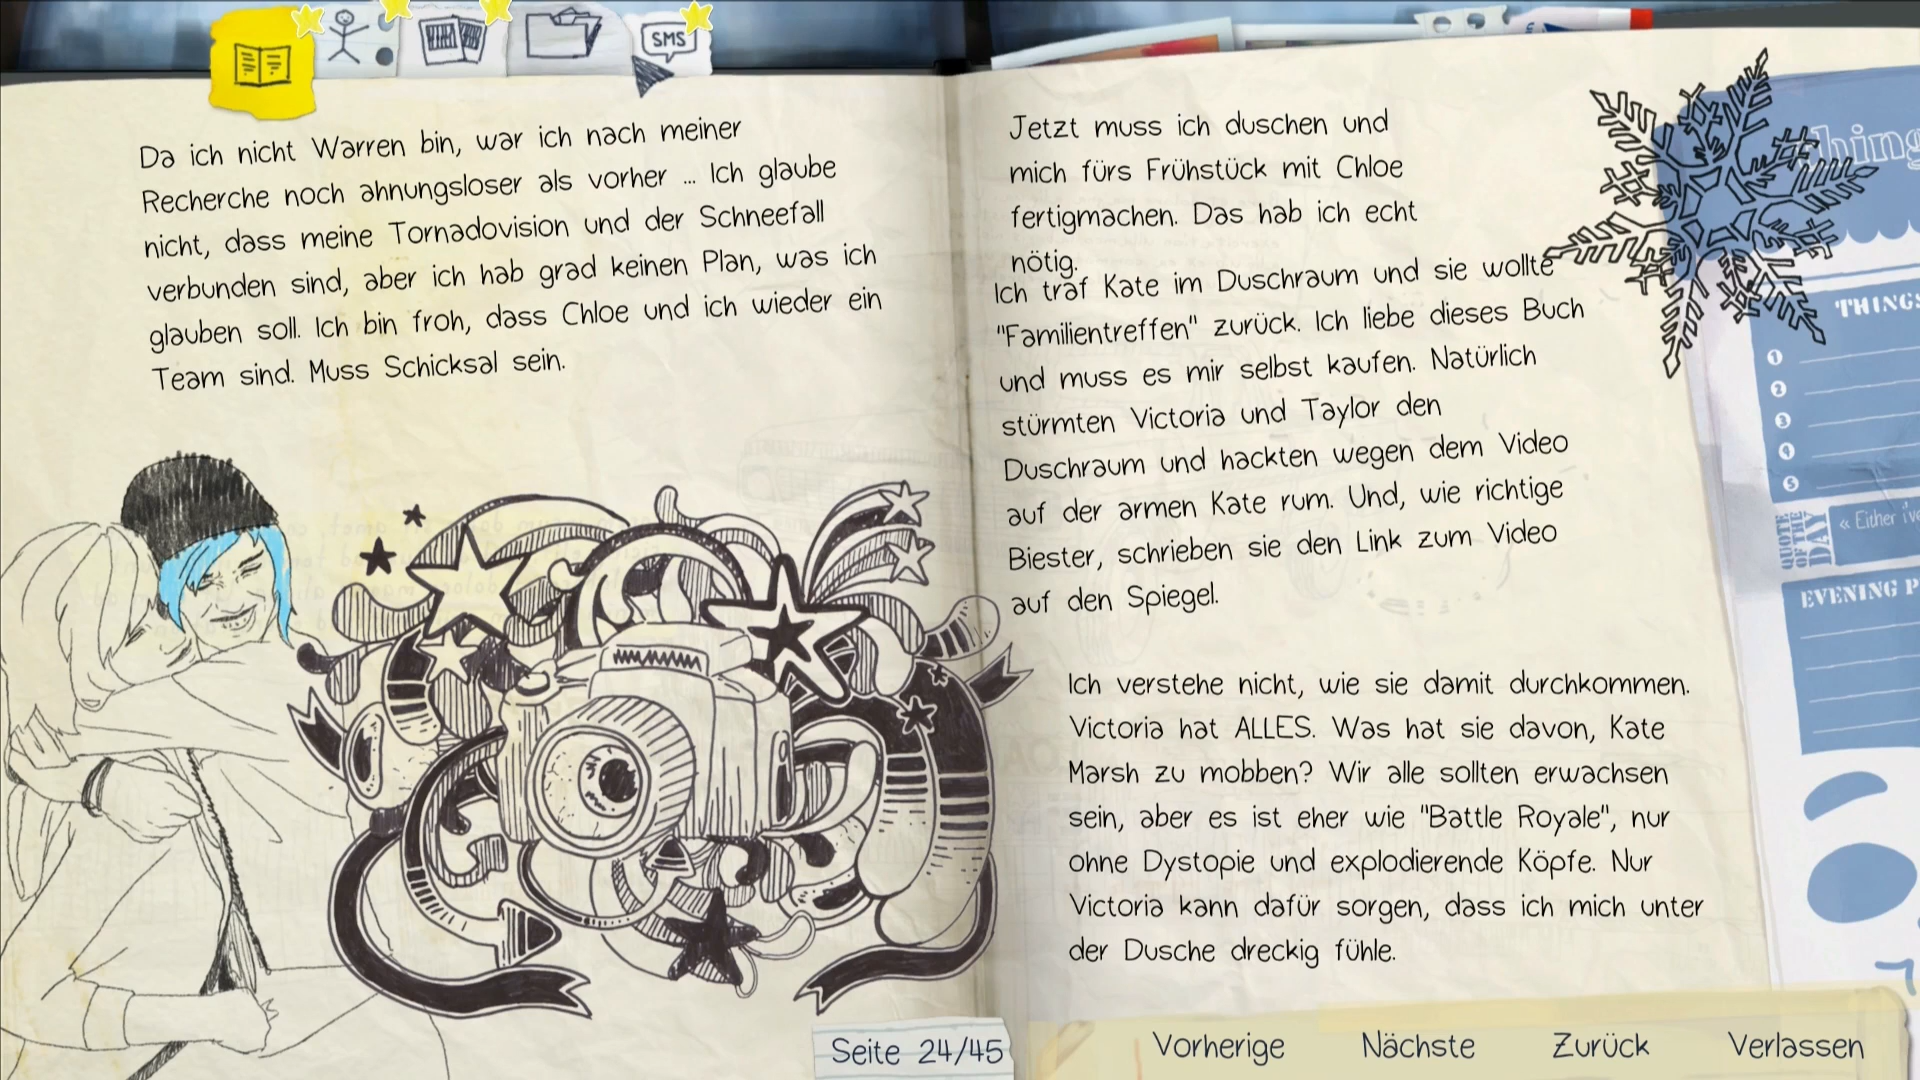 SMS
Da ich nicht Warren bin, war ich nach meiner
Recherche noch ahnungsloser als vorher ... Ich glaube
nicht, dass meine Tornadovision und der Schneefall
verbunden sind, aber ich hab grad keinen Plan, was ich
glauben soll. Ich bin froh, dass Chloe und ich wieder ein
Team sind. Muss Schicksal sein.
Jetzt muss ich duschen und
mich fürs Frühstück mit Chloe
fertigmachen. Das hab ich echt
nötig.
Ich traf Kate im Duschraum und sie wollte
"Familientreffen" zurück. Ich liebe dieses Buch
und muss es mir selbst kaufen. Natürlich
stürmten Victoria und Taylor den
Duschraum und hackten wegen dem Video
auf der armen Kate rum. Und, wie richtige
Biester, schrieben sie den Link zum Video
auf den Spiegel.
Ich verstehe nicht, wie sie damit durchkommen.
Victoria hat ALLES. Was hat sie davon, Kate
Marsh zu mobben? Wir alle sollten erwachsen
sein, aber es ist eher wie "Battle Royale", nur
ohne Dystopie und explodierende Köpfe. Nur
Victoria kann dafür sorgen, dass ich mich unter
der Dusche dreckig fühle.
THINGS
1
2
3
4
5
QUOTE
OF THE
DAY
« Either I've
EVENING P
Seite 24/45
Vorherige
Nächste
Zurück
Verlassen